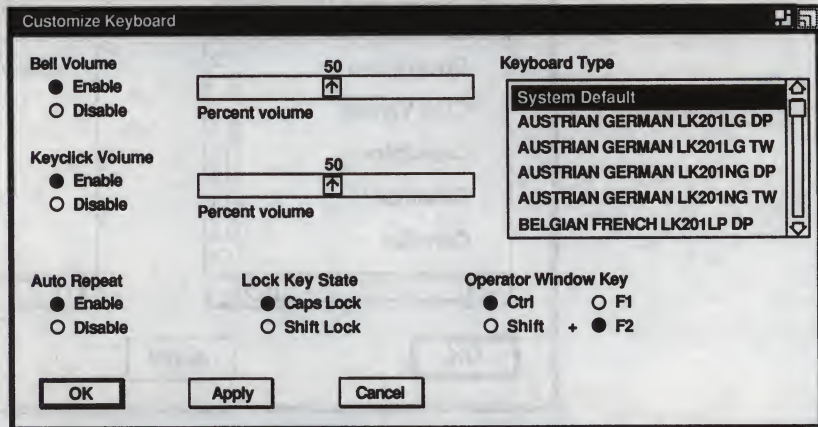 Customize Keyboard
Bell Volume
Enable
Disable
50
Percent volume
Keyclick Volume
Enable
Disable
50
Percent volume
Keyboard Type
System Default
AUSTRIAN GERMAN LK201LG DP
AUSTRIAN GERMAN LK201LG TW
AUSTRIAN GERMAN LK201NG DP
AUSTRIAN GERMAN LK201NG TW
BELGIAN FRENCH LK201LP DP
Auto Repeat
Enable
Disable
Lock Key State
Caps Lock
Shift Lock
Operator Window Key
Ctrl F1
Shift + F2
OK Apply Cancel